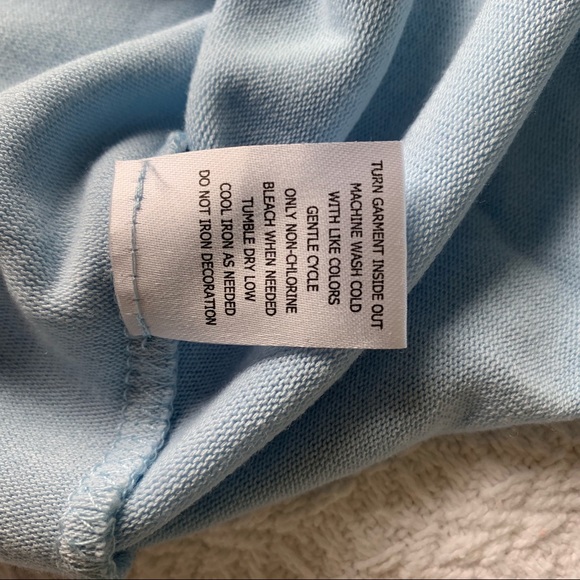 TURN GARMENT INSIDE OUT
MACHINE WASH COLD
WITH LIKE COLORS
GENTLE CYCLE
ONLY NON-CHLORINE
BLEACH WHEN NEEDED
TUMBLE DRY LOW
COOL IRON AS NEEDED
DO NOT IRON DECORATION